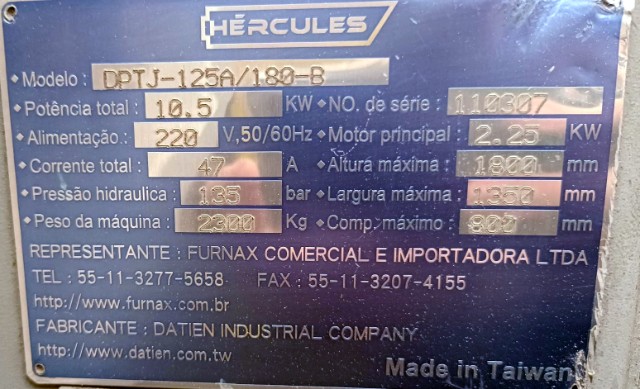 HÉRCULES
Modelo : DPTJ-125A/180-B
Potência total : 10.5 KW NO. de série : 110307
Alimentação : 220 V,50/60Hz Motor principal : 2.25 KW
Corrente total : 47 A Altura máxima : 1800 mm
Pressão hidraulica : 135 bar Largura máxima : 1350 mm
Peso da máquina : 2300 Kg Comp. máximo : 800 mm
REPRESENTANTE : FURNAX COMERCIAL E IMPORTADORA LTDA
TEL : 55-11-3277-5658 FAX : 55-11-3207-4155
http://www.furnax.com.br
FABRICANTE : DATIEN INDUSTRIAL COMPANY
http://www.datien.com.tw
Made in Taiwan